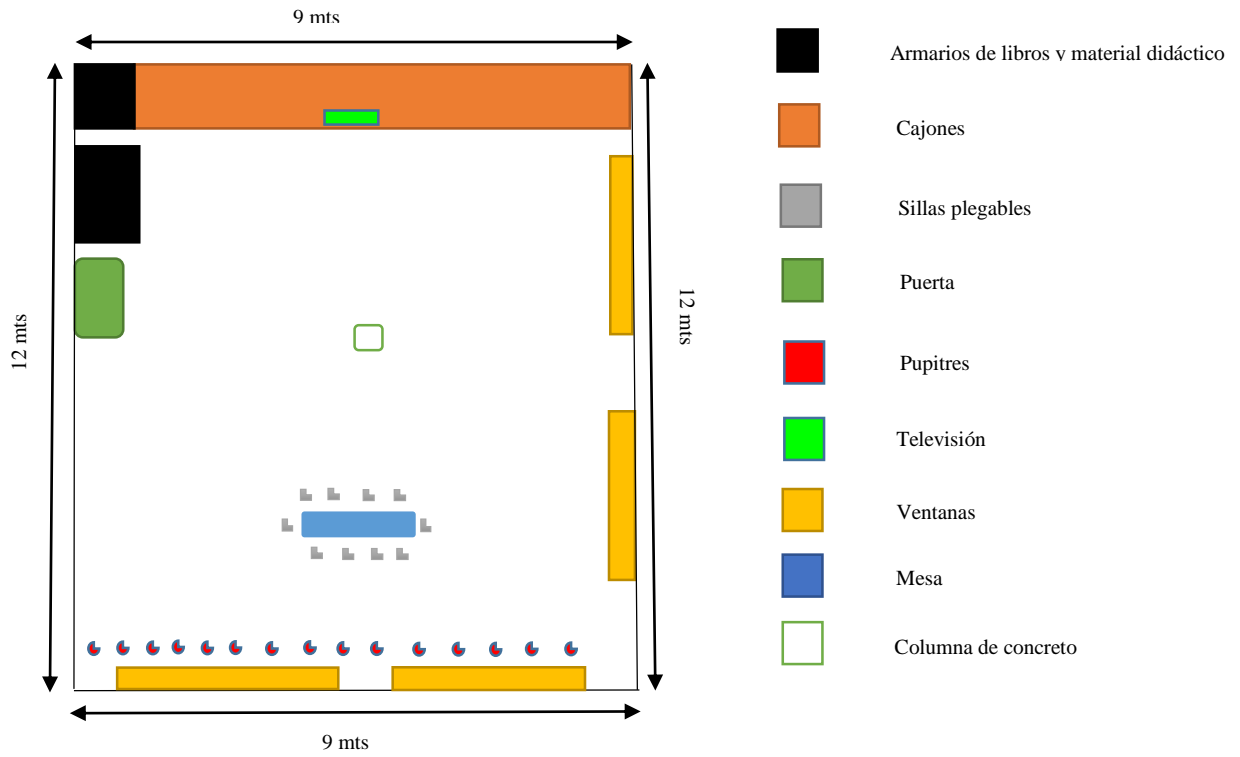 9 mts
12 mts
12 mts
9 mts
Armarios de libros y material didáctico
Cajones
Sillas plegables
Puerta
Pupitres
Televisión
Ventanas
Mesa
Columna de concreto